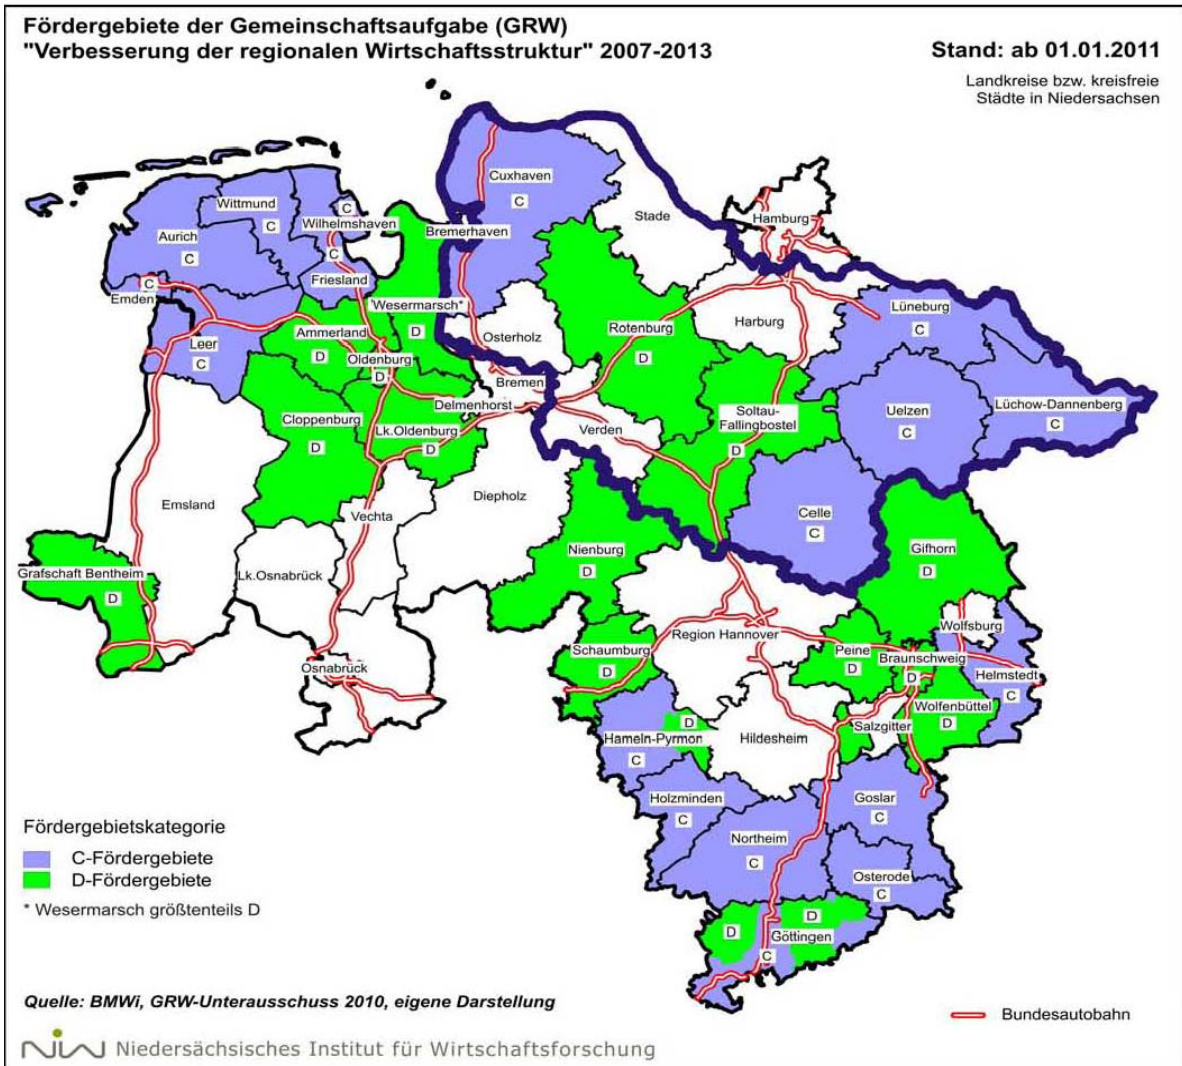 Fördergebiete der Gemeinschaftsaufgabe (GRW)
"Verbesserung der regionalen Wirtschaftsstruktur" 2007-2013
Stand: ab 01.01.2011
Landkreise bzw. kreisfreie
Städte in Niedersachsen
Cuxhaven
C
Stade
Hamburg
Wittmund
C
C
Wilhelmshaven
C
Aurich
C
Bremerhaven
Friesland
C
Emden
Wesermarsch*
D
Lüneburg
C
Osterholz
Rotenburg
D
Harburg
Ammerland
D
Leer
C
Oldenburg
D
Bremen
Delmenhorst
Cloppenburg
D
Lk.Oldenburg
D
Verden
Soltau-
Fallingbostel
D
Uelzen
C
Lüchow-Dannenberg
C
Diepholz
Emsland
Vechta
Celle
C
Nienburg
D
Gifhorn
D
Grafschaft Bentheim
D
Lk.Osnabrück
Wolfsburg
Region Hannover
Schaumburg
D
Peine
D
Braunschweig
D
Osnabrück
Helmstedt
C
Wolfenbüttel
D
D
Salzgitter
Hameln-Pyrmon
C
Hildesheim
Holzminden
C
Goslar
C
Northeim
C
Osterode
C
D
D
Göttingen
C
Fördergebietskategorie
C-Fördergebiete
D-Fördergebiete
* Wesermarsch größtenteils D
Quelle: BMWi, GRW-Unterausschuss 2010, eigene Darstellung
Bundesautobahn
NIW Niedersächsisches Institut für Wirtschaftsforschung